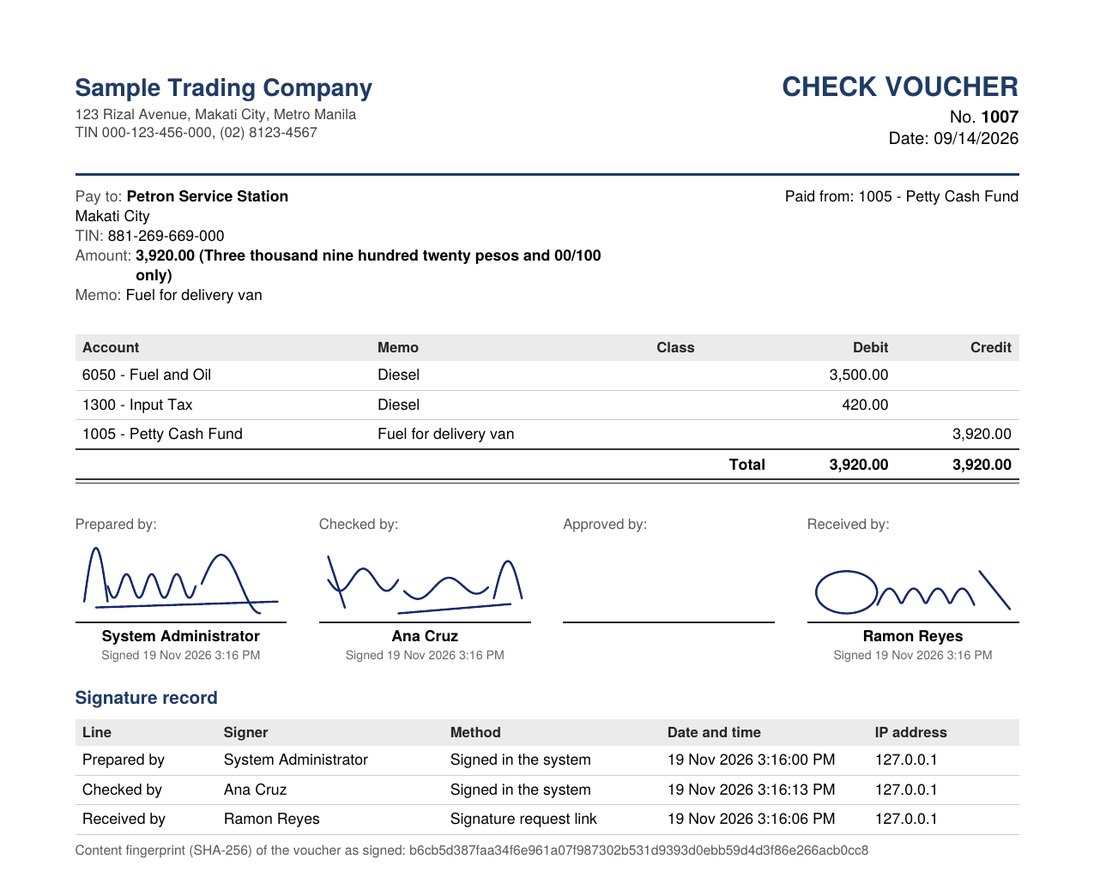 Sample Trading Company
123 Rizal Avenue, Makati City, Metro Manila
TIN 000-123-456-000, (02) 8123-4567
CHECK VOUCHER
No. 1007
Date: 09/14/2026
Pay to: Petron Service Station
Paid from: 1005 - Petty Cash Fund
Makati City
TIN: 881-269-669-000
Amount: 3,920.00 (Three thousand nine hundred twenty pesos and 00/100
only)
Memo: Fuel for delivery van
Account Memo Class Debit Credit
6050 - Fuel and Oil Diesel 3,500.00
1300 - Input Tax Diesel 420.00
1005 - Petty Cash Fund Fuel for delivery van 3,920.00
Total 3,920.00 3,920.00
Prepared by: Checked by: Approved by: Received by:
System Administrator Ana Cruz Ramon Reyes
Signed 19 Nov 2026 3:16 PM Signed 19 Nov 2026 3:16 PM Signed 19 Nov 2026 3:16 PM
Signature record
Line Signer Method Date and time IP address
Prepared by System Administrator Signed in the system 19 Nov 2026 3:16:00 PM 127.0.0.1
Checked by Ana Cruz Signed in the system 19 Nov 2026 3:16:13 PM 127.0.0.1
Received by Ramon Reyes Signature request link 19 Nov 2026 3:16:06 PM 127.0.0.1
Content fingerprint (SHA-256) of the voucher as signed: b6cb5d387faa34f6e961a07f987302b531d9393d0ebb59d4d3f86e266acb0cc8